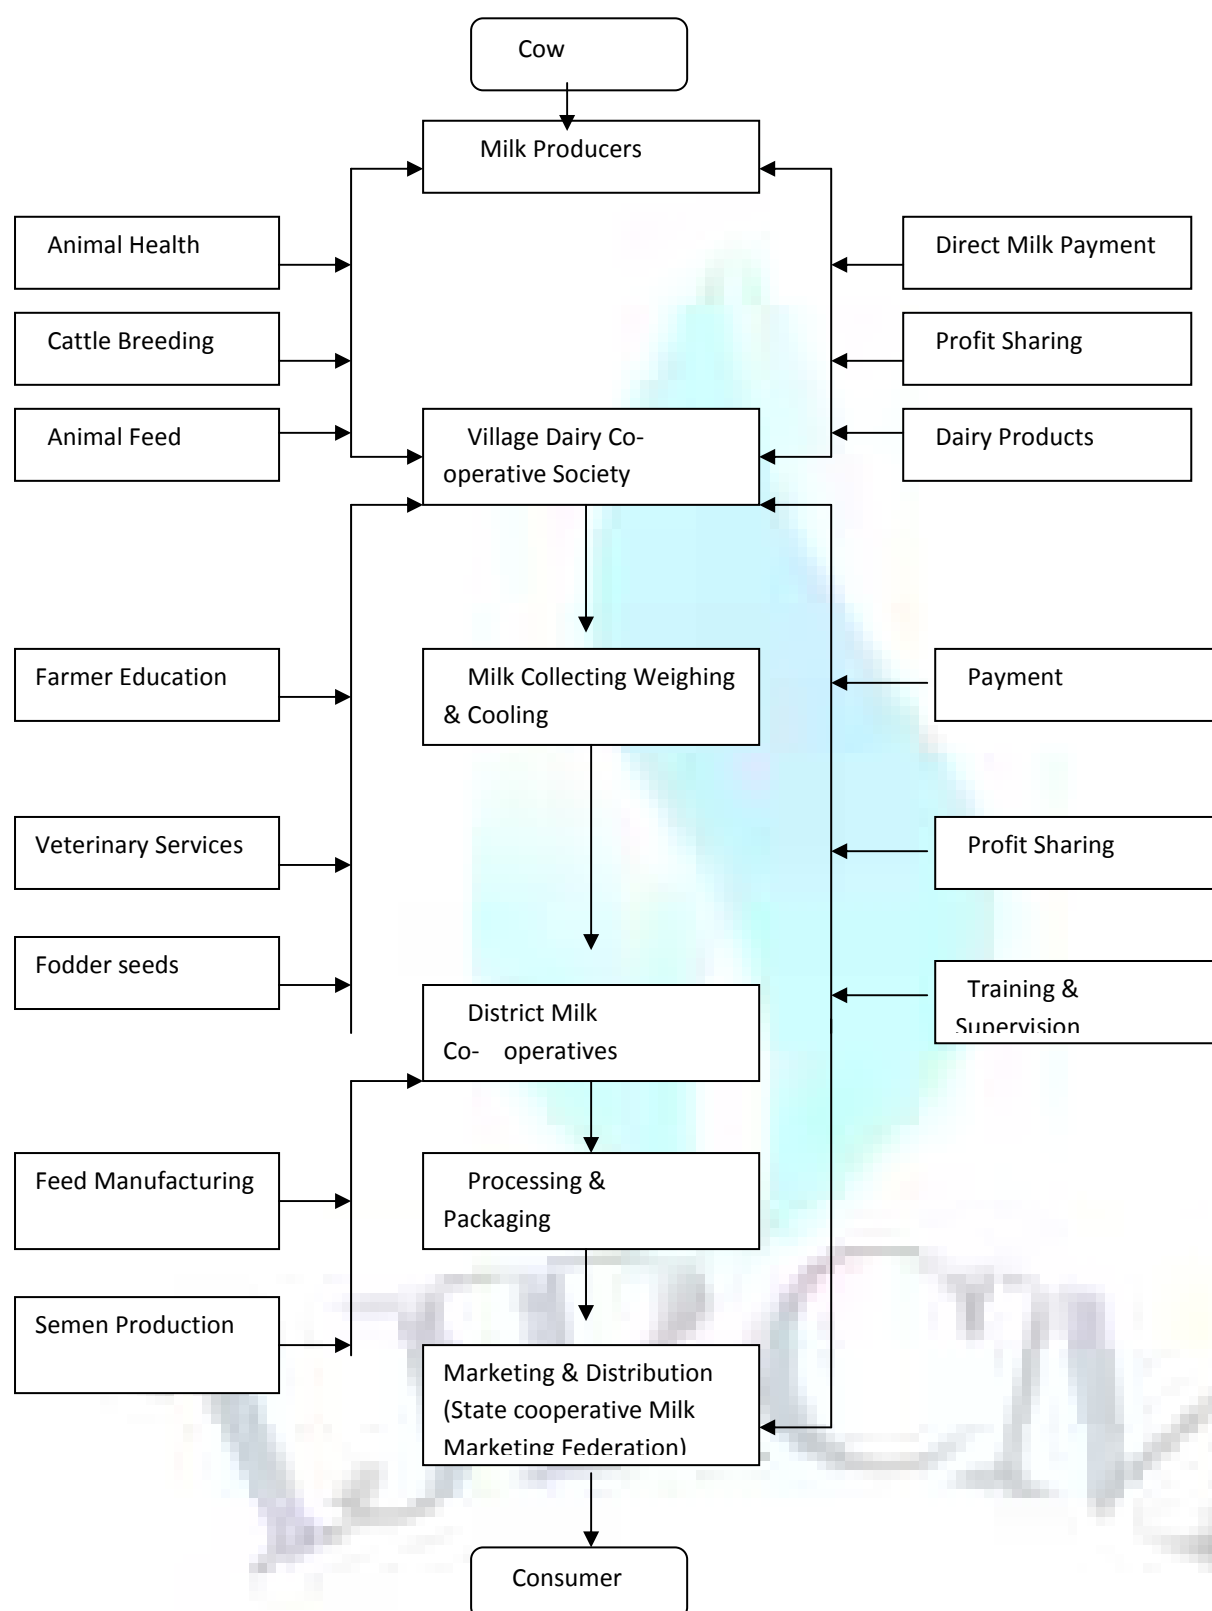 Cow
Milk Producers
Animal Health
Direct Milk Payment
Cattle Breeding
Profit Sharing
Animal Feed
Village Dairy Co-
operative Society
Dairy Products
Farmer Education
Milk Collecting Weighing
& Cooling
Payment
Veterinary Services
Profit Sharing
Fodder seeds
District Milk
Co- operatives
Training &
Supervision
Feed Manufacturing
Processing &
Packaging
Semen Production
Marketing & Distribution
(State cooperative Milk
Marketing Federation)
Consumer